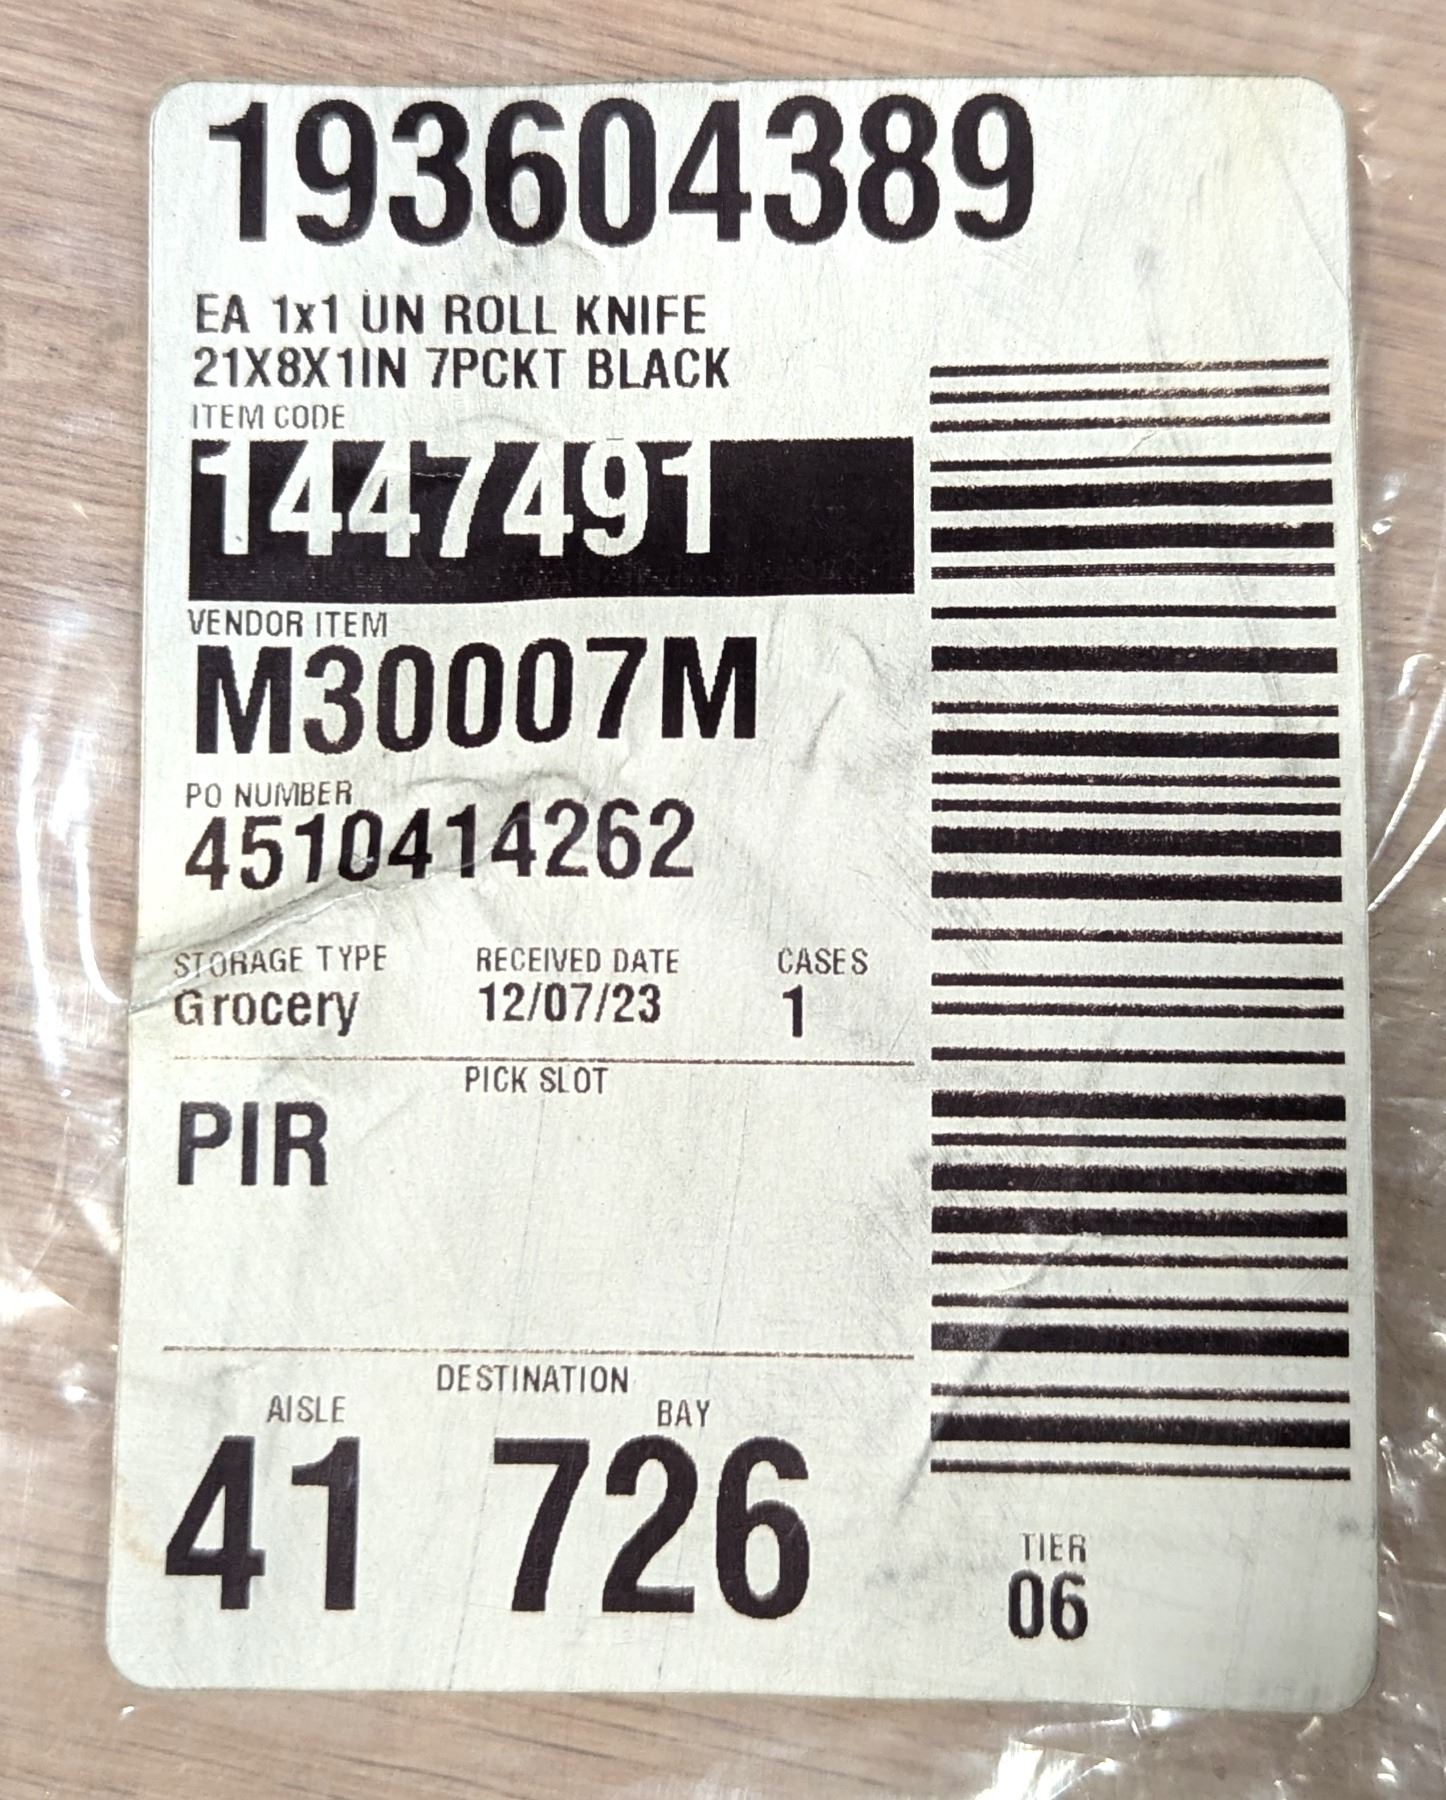 193604389
EA 1x1 UN ROLL KNIFE
21X8X1IN 7PCKT BLACK
ITEM CODE
1447491
VENDOR ITEM
M30007M
PO NUMBER
4510414262
STORAGE TYPE RECEIVED DATE CASES
Grocery 12/07/23 1
PICK SLOT
PIR
DESTINATION
AISLE BAY
41 726
TIER
06